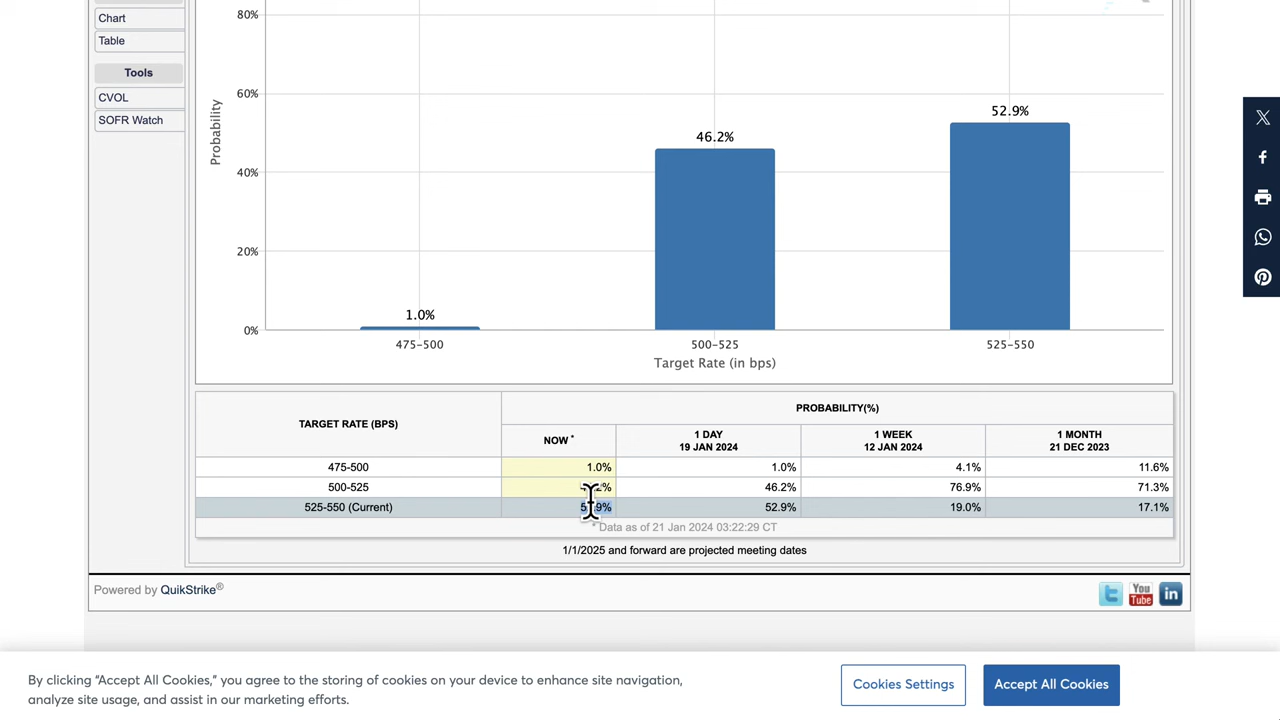 Chart
Table
Tools
CVOL
SOFR Watch
Probability
80%
60%
40%
20%
0%
1.0%
46.2%
52.9%
475-500
500-525
525-550
Target Rate (in bps)
TARGET RATE (BPS)
PROBABILITY(%)
NOW *
1 DAY
19 JAN 2024
1 WEEK
12 JAN 2024
1 MONTH
21 DEC 2023
475-500 1.0% 1.0% 4.1% 11.6%
500-525 46.2% 76.9% 71.3%
525-550 (Current) 52.9% 19.0% 17.1%
* Data as of 21 Jan 2024 03:22:29 CT
1/1/2025 and forward are projected meeting dates
Powered by QuikStrike®
You
Tube
in
By clicking “Accept All Cookies,” you agree to the storing of cookies on your device to enhance site navigation,
analyze site usage, and assist in our marketing efforts.
Cookies Settings
Accept All Cookies